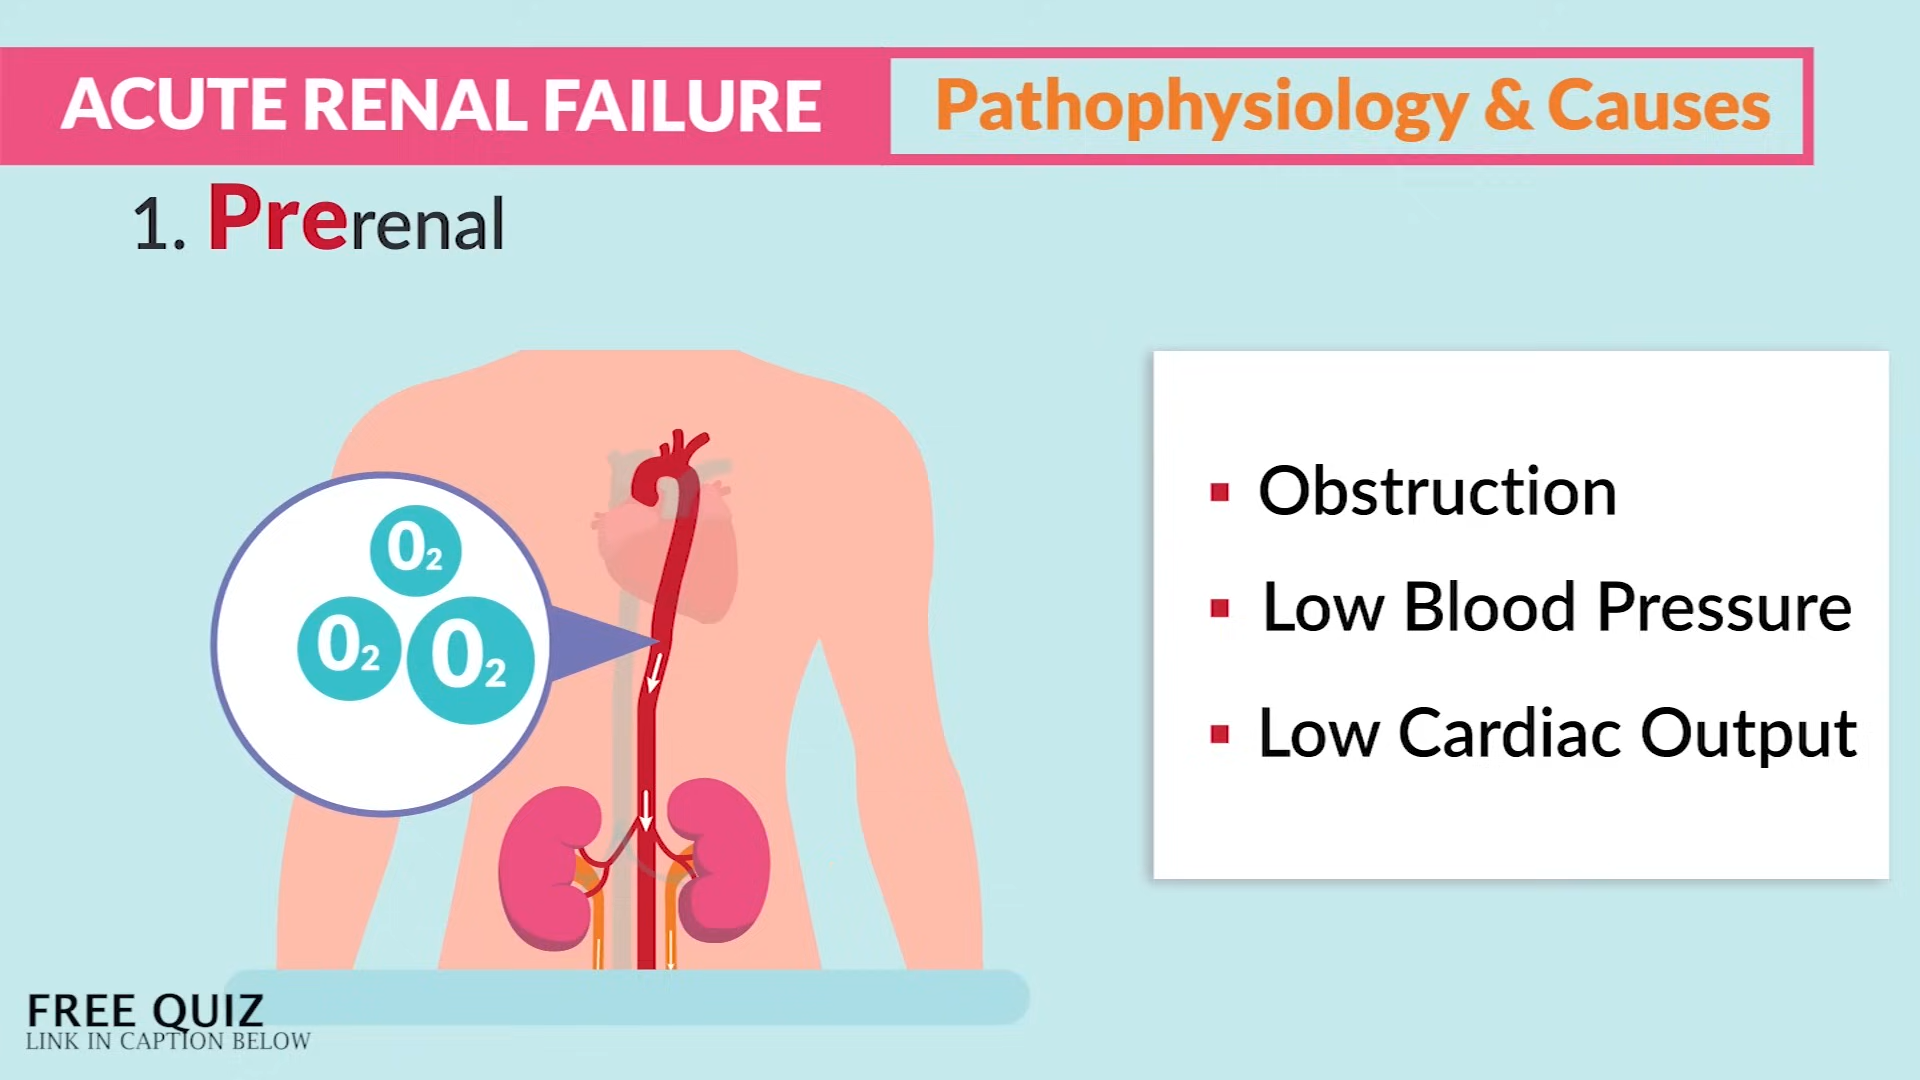 ACUTE RENAL FAILURE
Pathophysiology & Causes
1. Prerenal
O2
O2
O2
▪ Obstruction
▪ Low Blood Pressure
▪ Low Cardiac Output
FREE QUIZ
LINK IN CAPTION BELOW